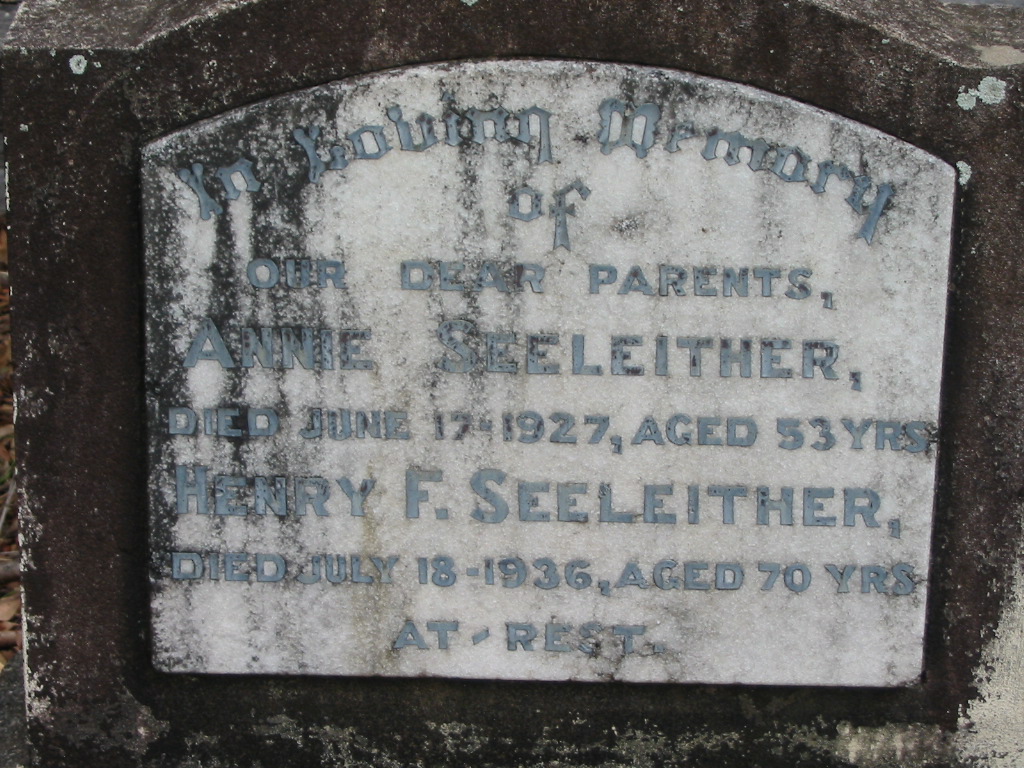 In Loving Memory
of
OUR DEAR PARENTS,
ANNIE SEELEITHER,
DIED JUNE 17-1927, AGED 53 YRS
HENRY F. SEELEITHER,
DIED JULY 18-1936, AGED 70 YRS
AT-REST.